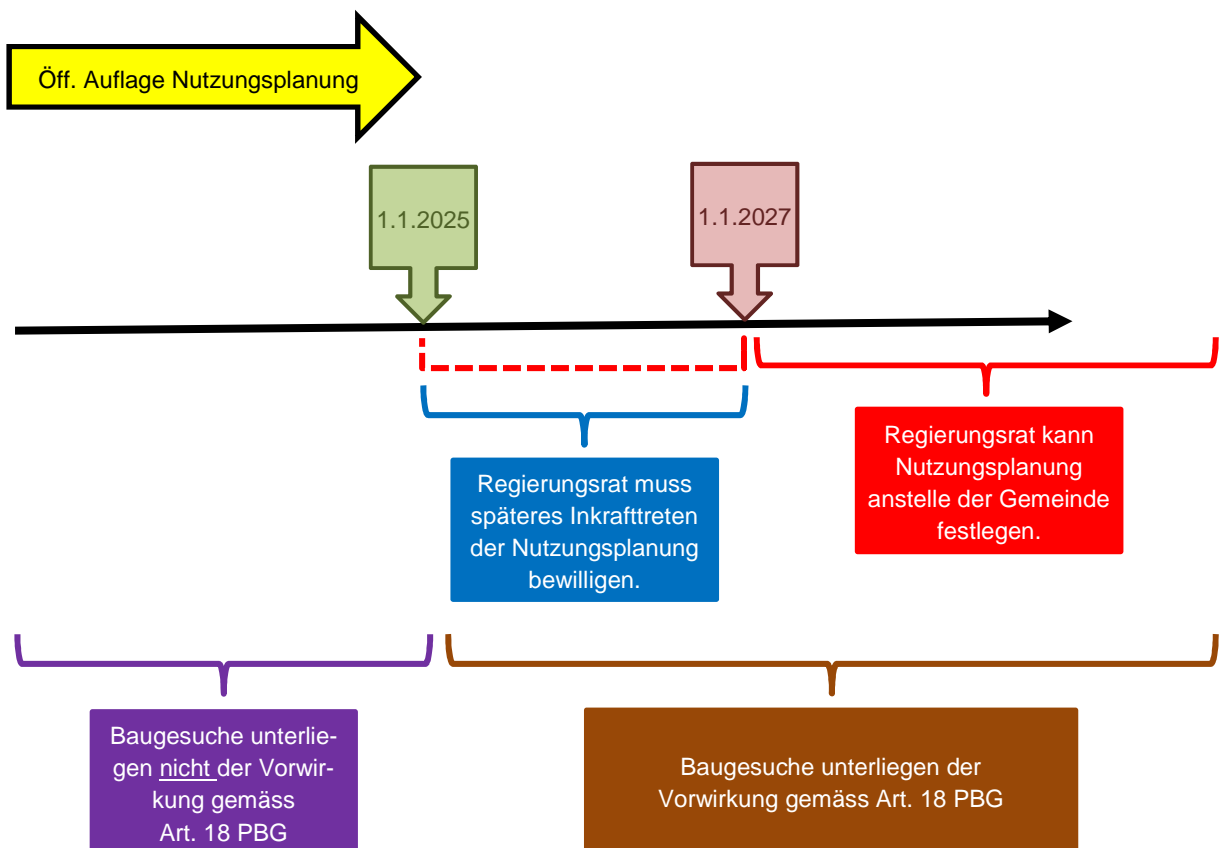 Öff. Auflage Nutzungsplanung
1.1.2025
1.1.2027
Regierungsrat muss
späteres Inkrafttreten
der Nutzungsplanung
bewilligen.
Regierungsrat kann
Nutzungsplanung
anstelle der Gemeinde
festlegen.
Baugesuche unterlie-
gen nicht der Vorwir-
kung gemäss
Art. 18 PBG
Baugesuche unterliegen der
Vorwirkung gemäss Art. 18 PBG